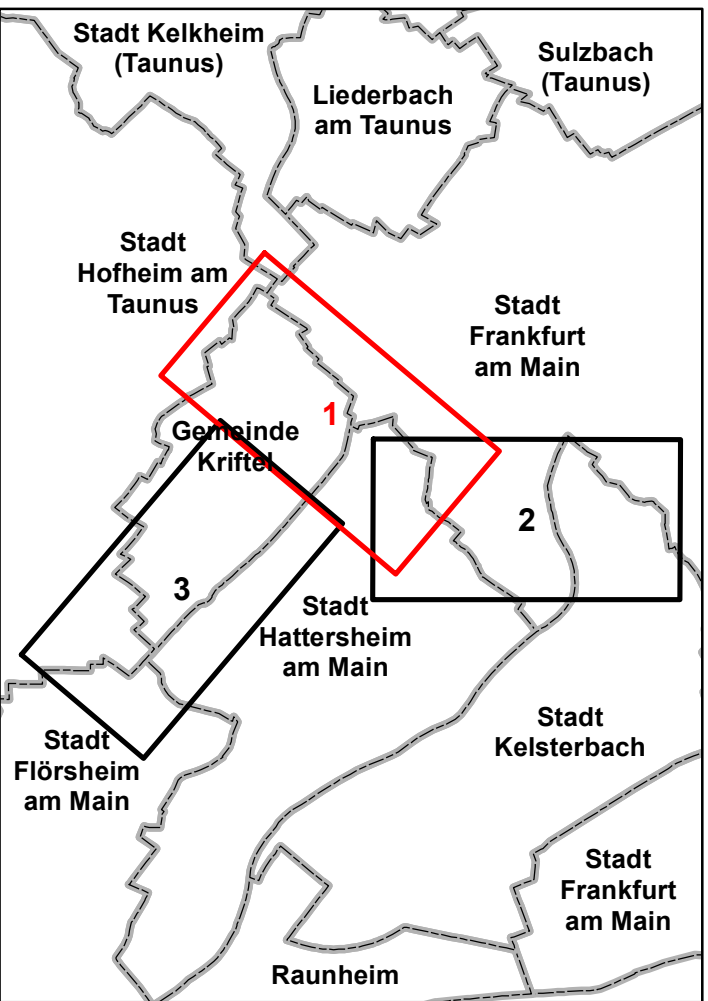 Stadt Kelkheim
(Taunus)
Sulzbach
(Taunus)
Liederbach
am Taunus
Stadt
Hofheim am
Taunus
Stadt
Frankfurt
am Main
1
Gemeinde
Kriftel
2
3
Stadt
Hattersheim
am Main
Stadt
Kelsterbach
Stadt
Flörsheim
am Main
Stadt
Frankfurt
am Main
Raunheim